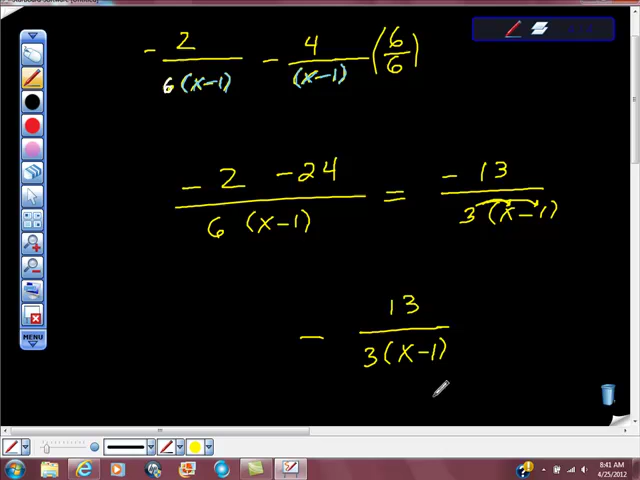 - 2/6(x-1) - 4/(x-1) (6/6)
- 2 - 24/6 (x-1) = - 13/3(x-1)
- 13/3(x-1)
MENU
8:41 AM
4/25/2012